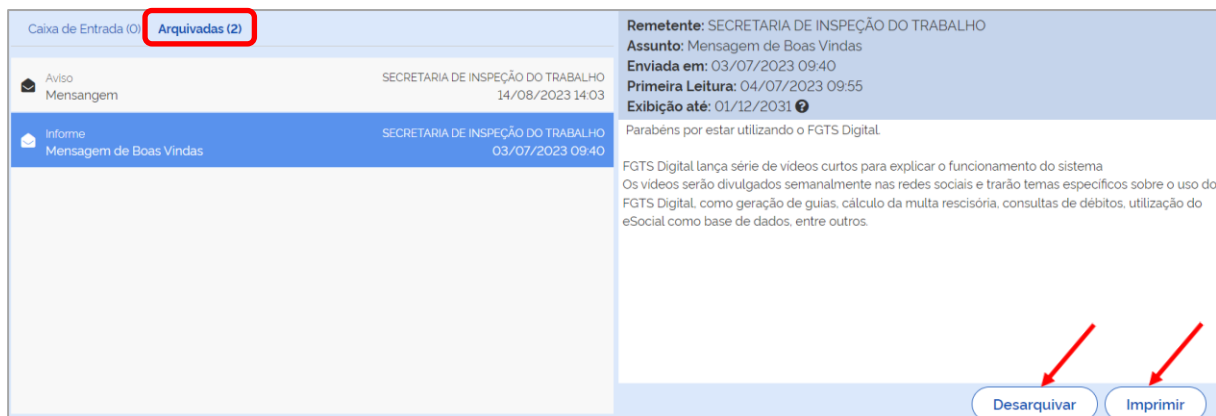 Caixa de Entrada (0) Arquivadas (2)
Aviso SECRETARIA DE INSPEÇÃO DO TRABALHO
Mensangem 14/08/2023 14:03
Informe SECRETARIA DE INSPEÇÃO DO TRABALHO
Mensagem de Boas Vindas 03/07/2023 09:40
Remetente: SECRETARIA DE INSPEÇÃO DO TRABALHO
Assunto: Mensagem de Boas Vindas
Enviada em: 03/07/2023 09:40
Primeira Leitura: 04/07/2023 09:55
Exibição até: 01/12/2031 ?
Parabéns por estar utilizando o FGTS Digital.
FGTS Digital lança série de vídeos curtos para explicar o funcionamento do sistema
Os vídeos serão divulgados semanalmente nas redes sociais e trarão temas específicos sobre o uso do
FGTS Digital, como geração de guias, cálculo da multa rescisória, consultas de débitos, utilização do
eSocial como base de dados, entre outros.
Desarquivar Imprimir